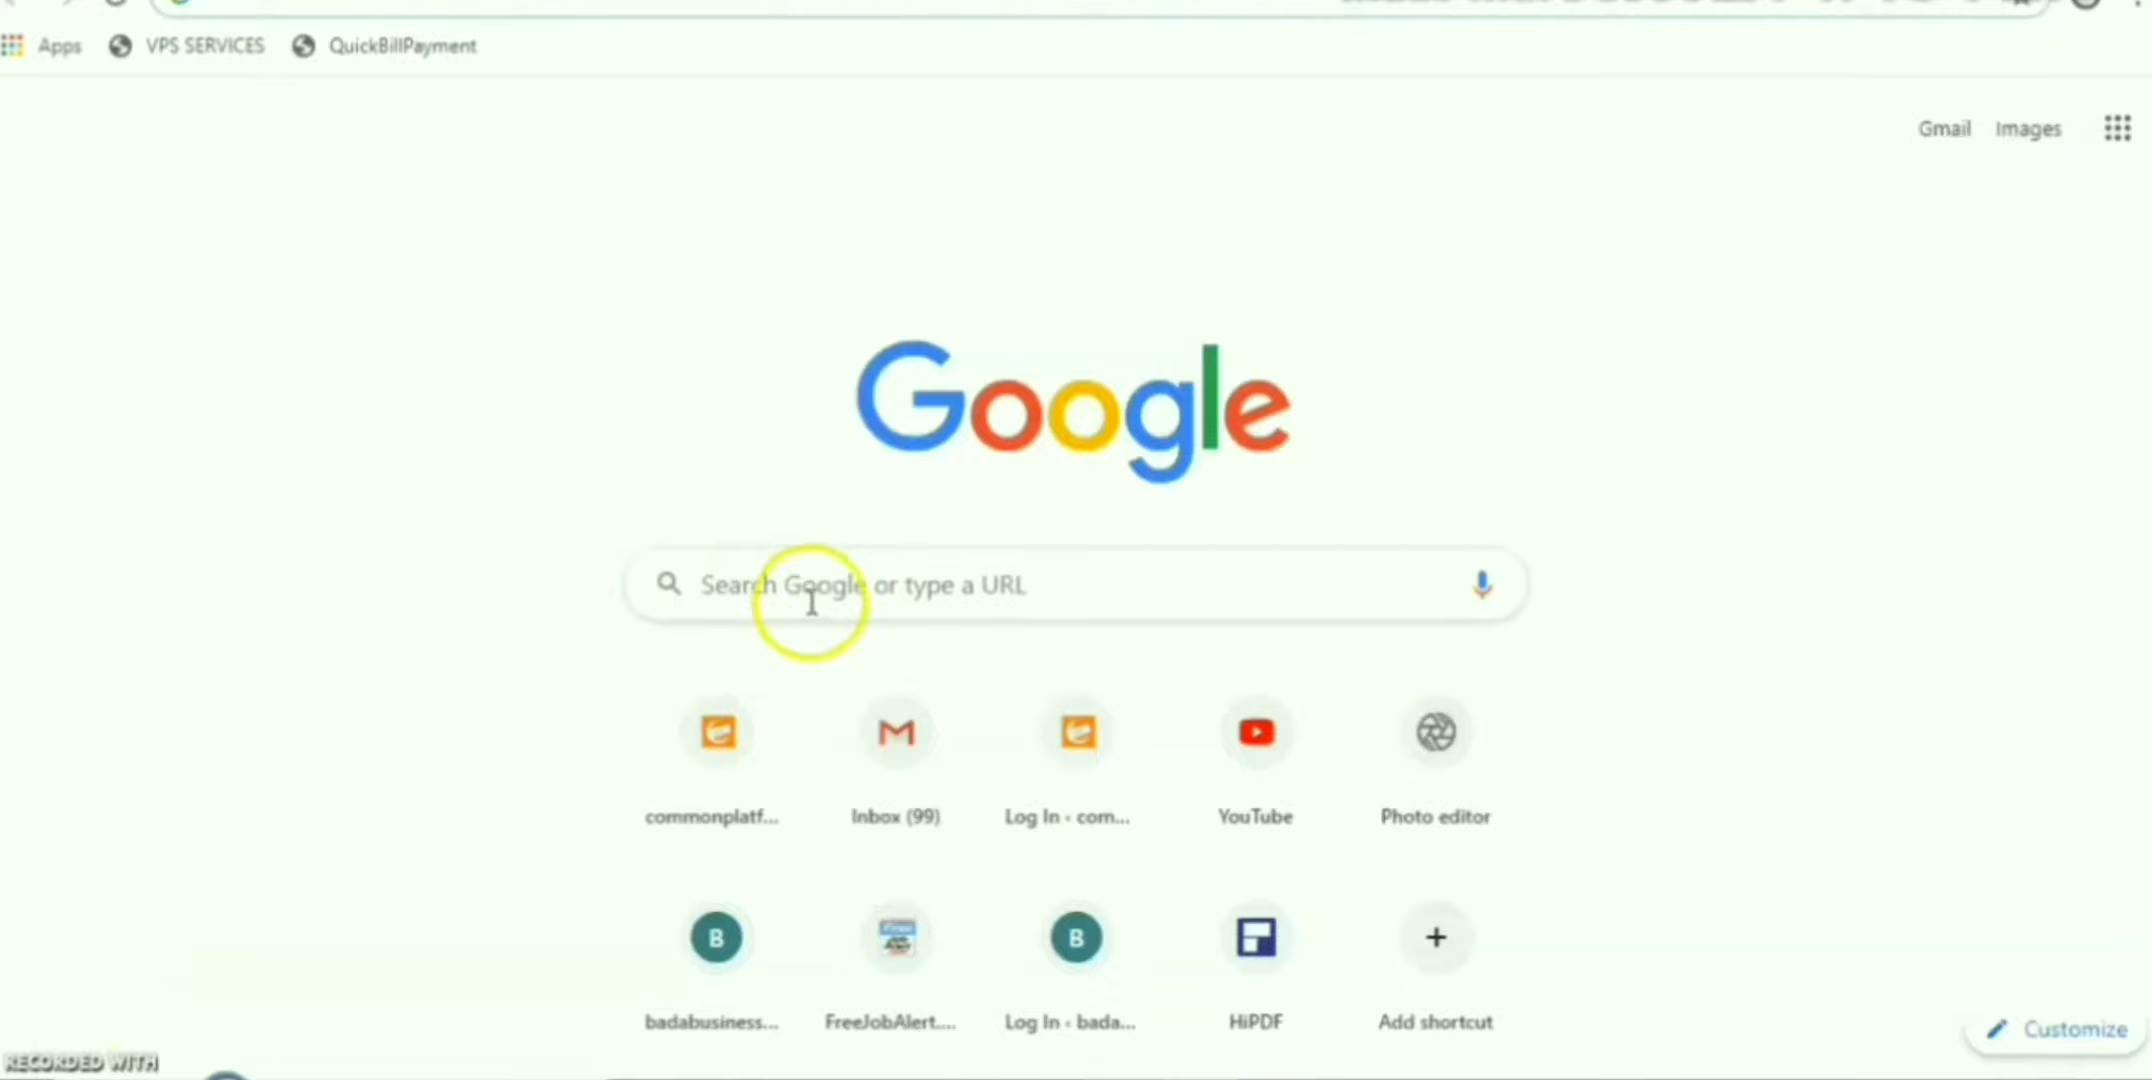 Apps VPS SERVICES QuickBillPayment
Gmail Images
Google
Search Google or type a URL
commonplatf... Inbox (99) Log In ‹ com... YouTube Photo editor
B B
badabusiness... FreeJobAlert.... Log In ‹ bada... HiPDF Add shortcut
Customize
RECORDED WITH